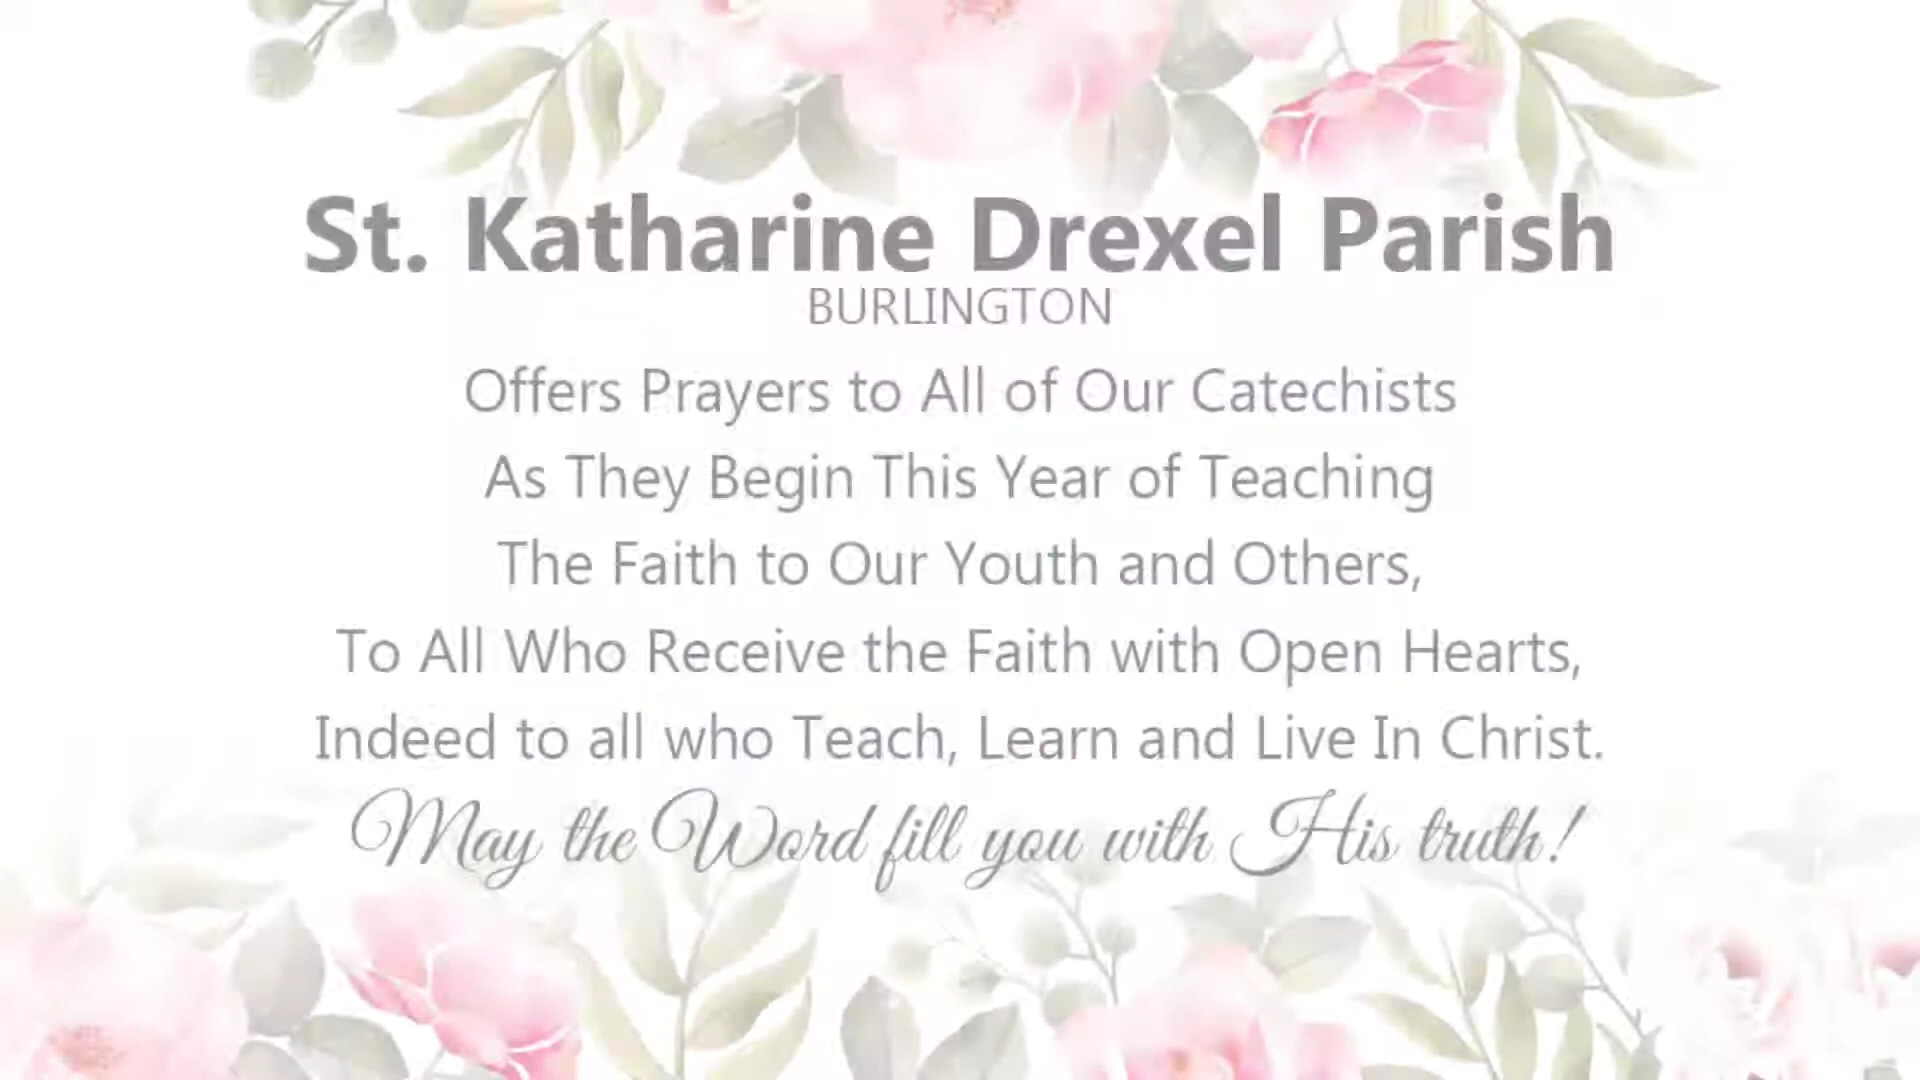 St. Katharine Drexel Parish
BURLINGTON
Offers Prayers to All of Our Catechists
As They Begin This Year of Teaching
The Faith to Our Youth and Others,
To All Who Receive the Faith with Open Hearts,
Indeed to all who Teach, Learn and Live In Christ.
May the Word fill you with His truth!